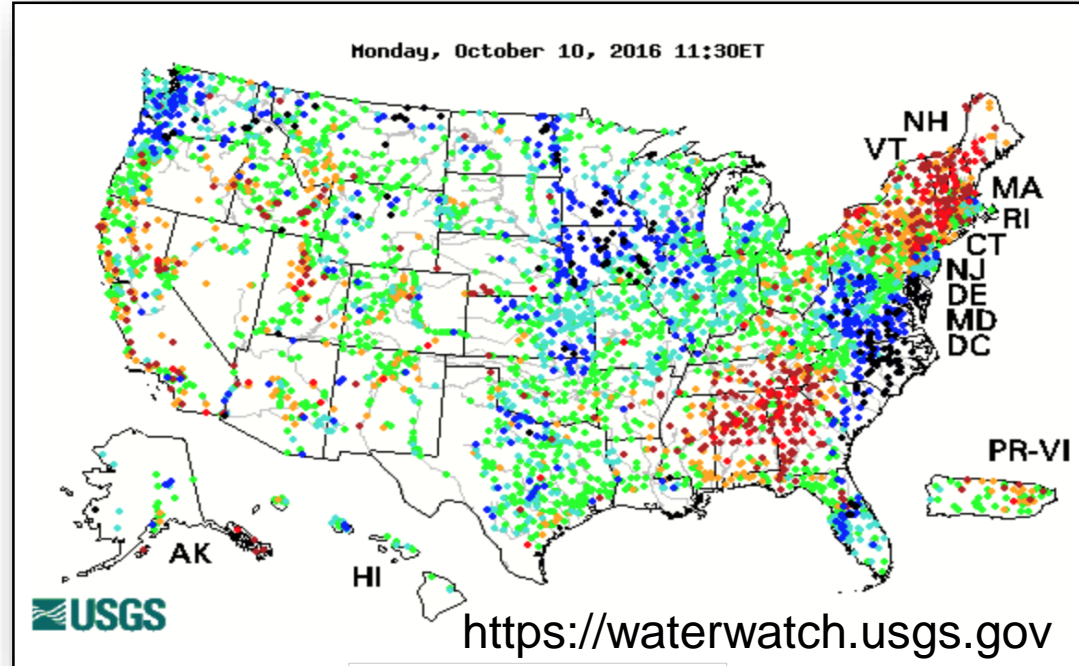 Monday, October 10, 2016 11:30ET
NH
VT
MA
RI
CT
NJ
DE
MD
DC
PR-VI
AK
HI
USGS
https://waterwatch.usgs.gov